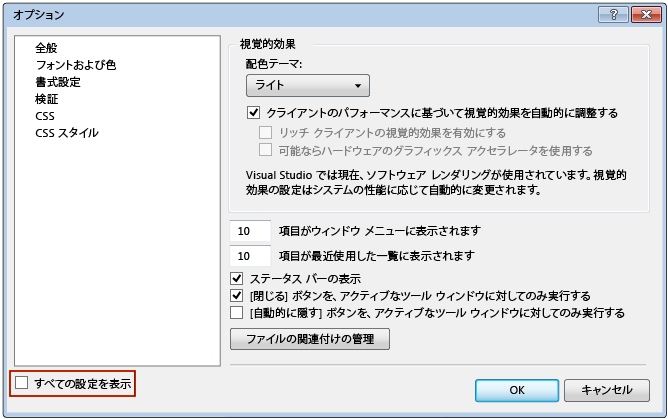 オプション
全般
フォントおよび色
書式設定
検証
CSS
CSS スタイル
視覚的効果
配色テーマ:
ライト
クライアントのパフォーマンスに基づいて視覚的効果を自動的に調整する
リッチ クライアントの視覚的効果を有効にする
可能ならハードウェアのグラフィックス アクセラレータを使用する
Visual Studio では現在、ソフトウェア レンダリングが使用されています。視覚的
効果の設定はシステムの性能に応じて自動的に変更されます。
10 項目がウィンドウ メニューに表示されます
10 項目が最近使用した一覧に表示されます
ステータス バーの表示
[閉じる] ボタンを、アクティブなツール ウィンドウに対してのみ実行する
[自動的に隠す] ボタンを、アクティブなツール ウィンドウに対してのみ実行する
ファイルの関連付けの管理
すべての設定を表示
OK キャンセル